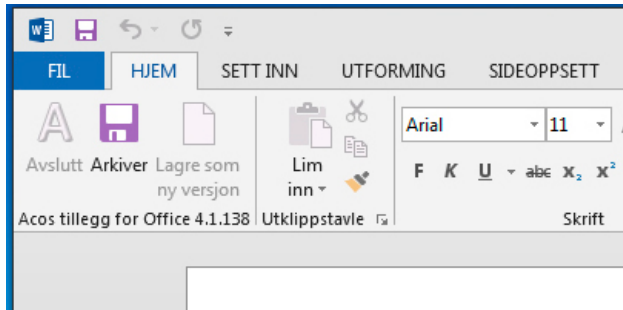 FIL HJEM SETT INN UTFORMING SIDEOPPSETT
Avslutt Arkiver Lagre som
ny versjon
Lim
inn
Arial 11
F K U abc X₂ X²
Acos tillegg for Office 4.1.138 Utklippstavle Skrift